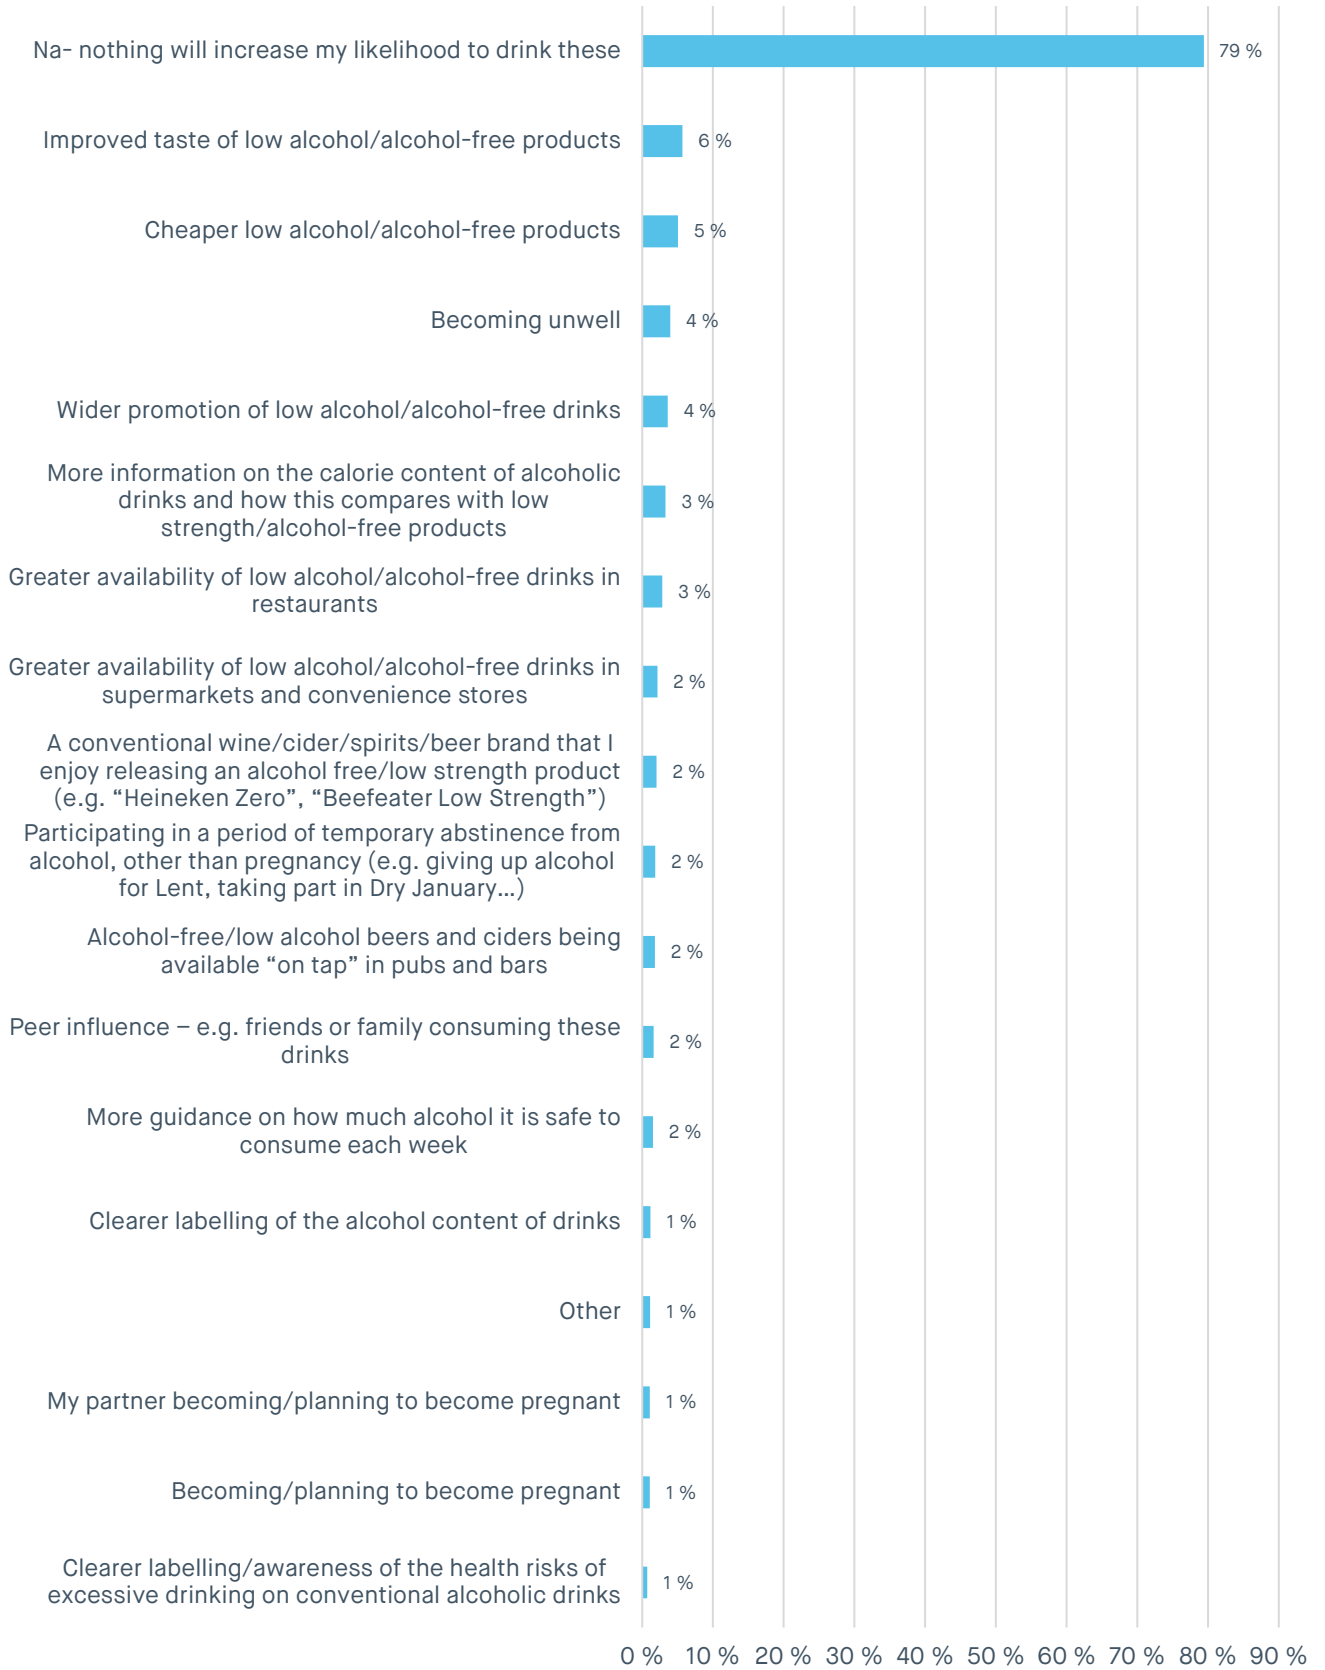 Na- nothing will increase my likelihood to drink these
79 %
Improved taste of low alcohol/alcohol-free products
6 %
Cheaper low alcohol/alcohol-free products
5 %
Becoming unwell
4 %
Wider promotion of low alcohol/alcohol-free drinks
4 %
More information on the calorie content of alcoholic
drinks and how this compares with low
strength/alcohol-free products
3 %
Greater availability of low alcohol/alcohol-free drinks in
restaurants
3 %
Greater availability of low alcohol/alcohol-free drinks in
supermarkets and convenience stores
2 %
A conventional wine/cider/spirits/beer brand that I
enjoy releasing an alcohol free/low strength product
(e.g. “Heineken Zero”, “Beefeater Low Strength”)
2 %
Participating in a period of temporary abstinence from
alcohol, other than pregnancy (e.g. giving up alcohol
for Lent, taking part in Dry January…)
2 %
Alcohol-free/low alcohol beers and ciders being
available “on tap” in pubs and bars
2 %
Peer influence – e.g. friends or family consuming these
drinks
2 %
More guidance on how much alcohol it is safe to
consume each week
2 %
Clearer labelling of the alcohol content of drinks
1 %
Other
1 %
My partner becoming/planning to become pregnant
1 %
Becoming/planning to become pregnant
1 %
Clearer labelling/awareness of the health risks of
excessive drinking on conventional alcoholic drinks
1 %
0 % 10 % 20 % 30 % 40 % 50 % 60 % 70 % 80 % 90 %